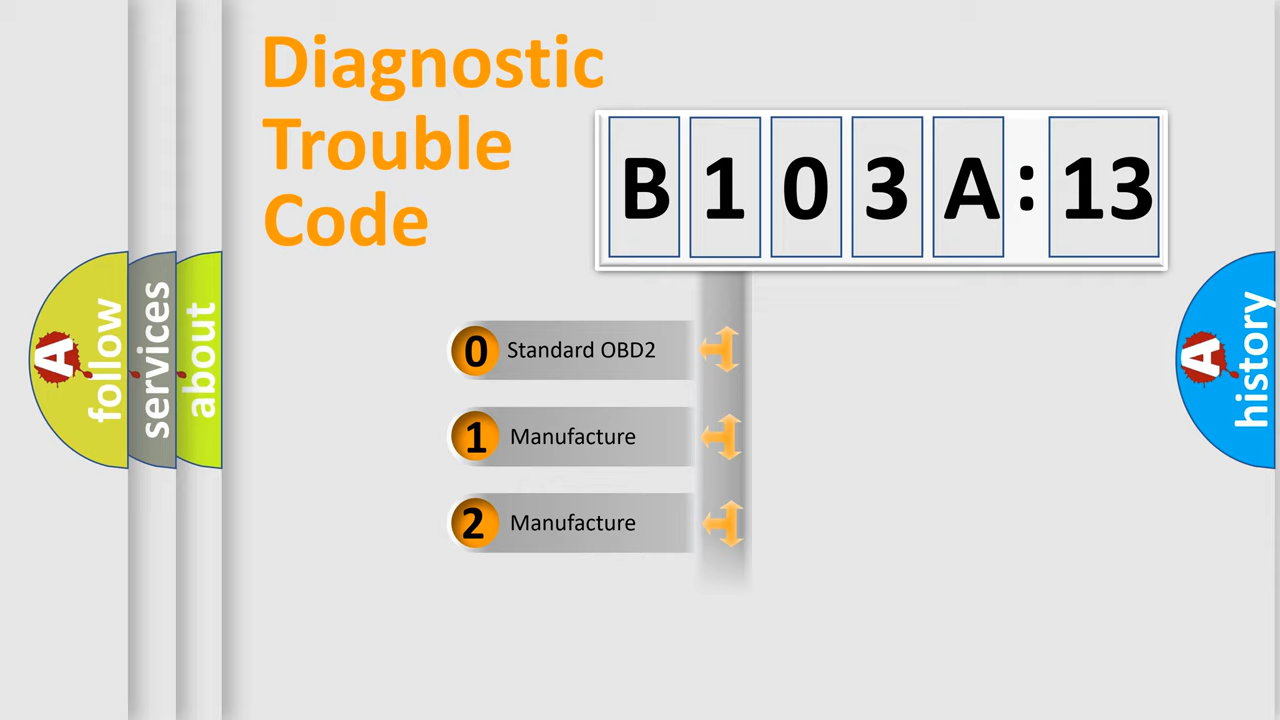 Diagnostic
Trouble
Code
B 1 0 3 A : 13
0 Standard OBD2
1 Manufacture
2 Manufacture
A follow
services
about
A history